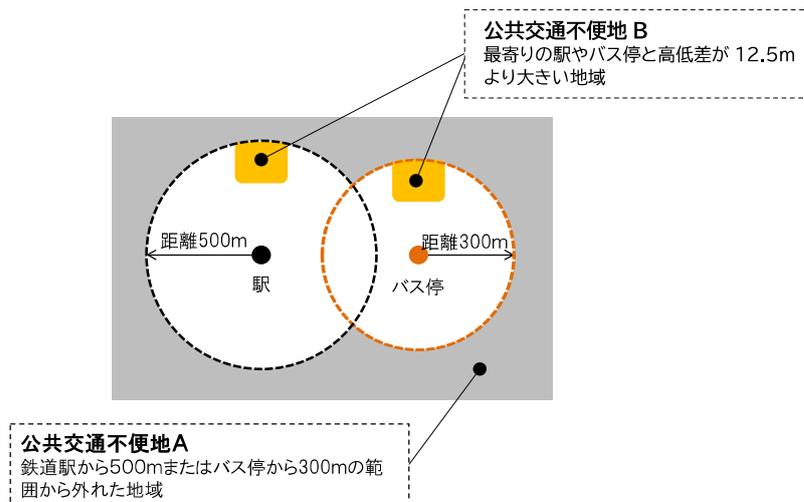 公共交通不便地 B
最寄りの駅やバス停と高低差が 12.5m
より大きい地域
距離500m
距離300m
駅
バス停
公共交通不便地A
鉄道駅から500mまたはバス停から300mの範
囲から外れた地域